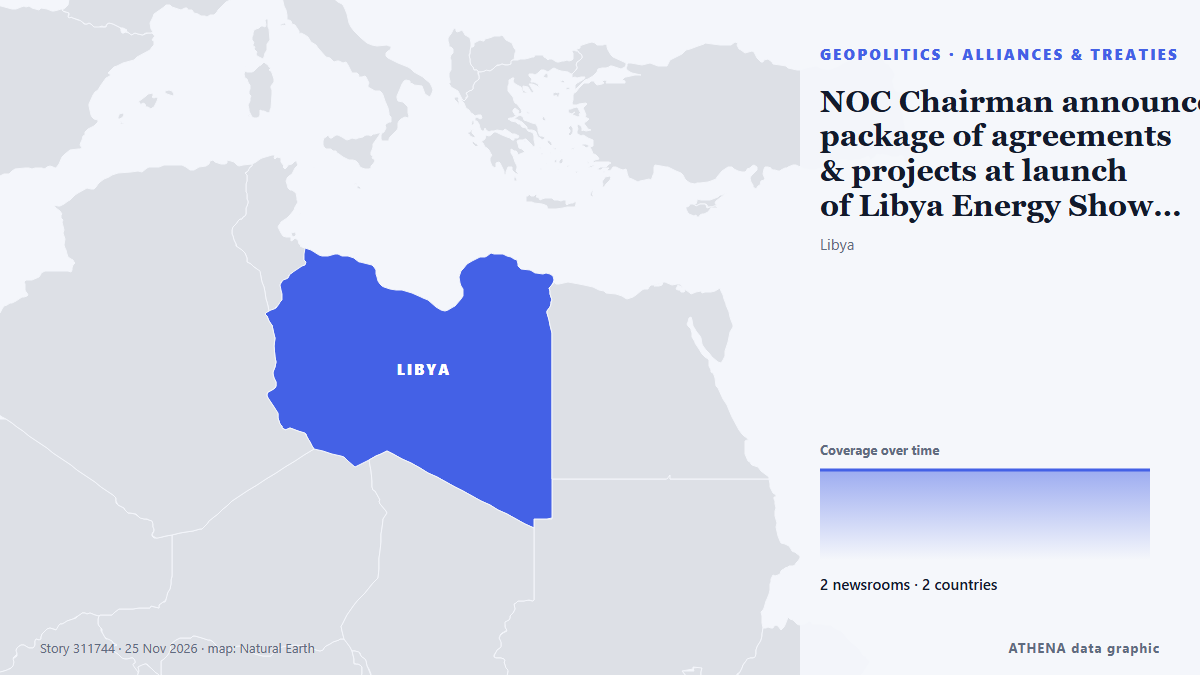 GEOPOLITICS · ALLIANCES & TREATIES
NOC Chairman announc
package of agreements
& projects at launch
of Libya Energy Show…
Libya
LIBYA
Coverage over time
2 newsrooms · 2 countries
Story 311744 · 25 Nov 2026 · map: Natural Earth
ATHENA data graphic